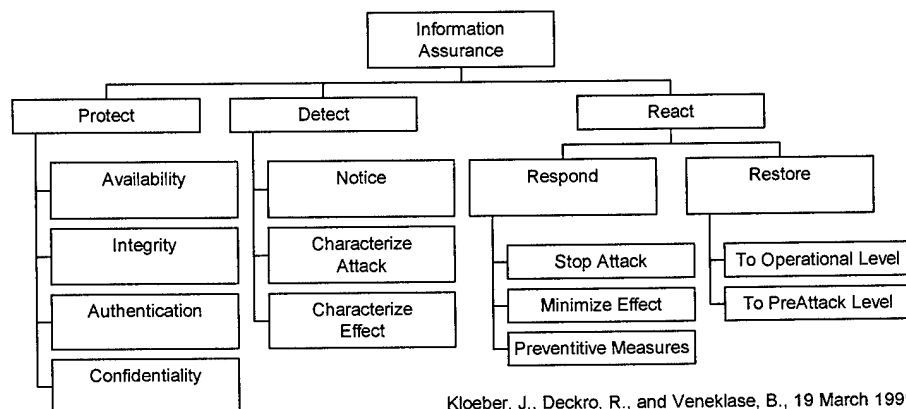 Information
Assurance
Protect
Detect
React
Availability
Integrity
Authentication
Confidentiality
Notice
Characterize
Attack
Characterize
Effect
Respond
Restore
Stop Attack
Minimize Effect
Preventitive Measures
To Operational Level
To PreAttack Level
Kloeber, J., Deckro, R., and Veneklase, B., 19 March 199